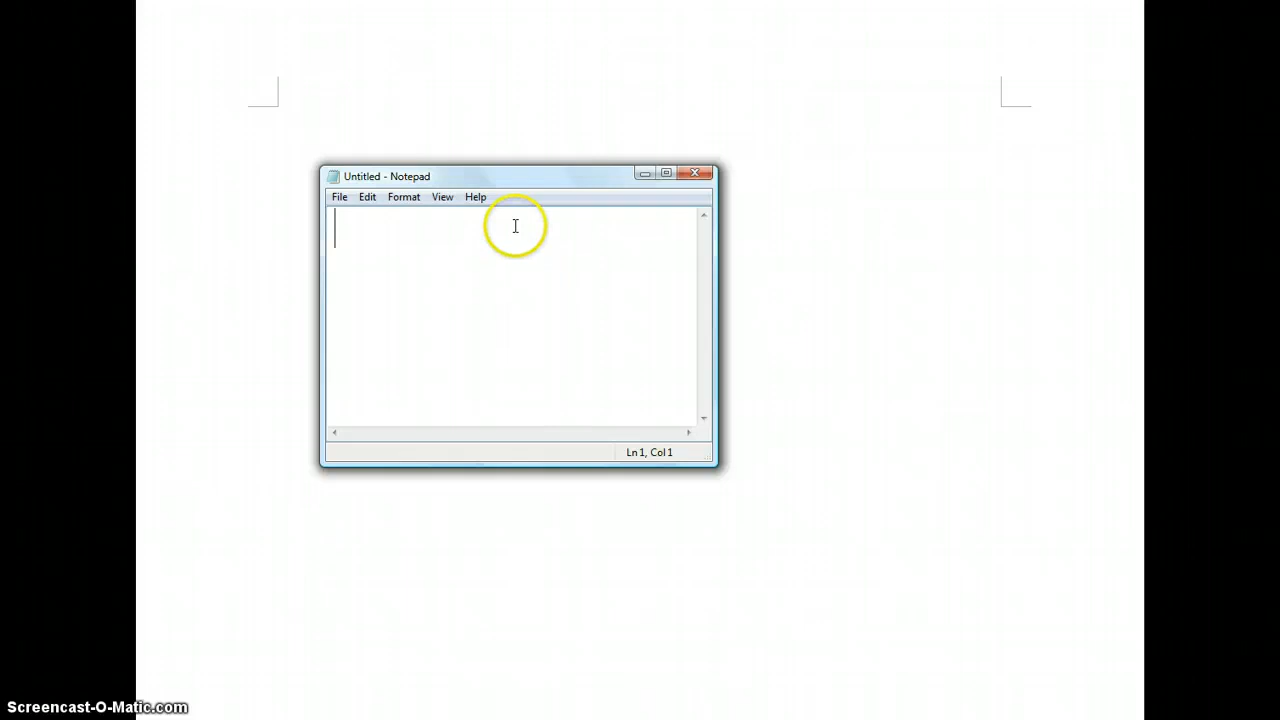 Untitled - Notepad
File Edit Format View Help
Ln 1, Col 1
Screencast-O-Matic.com